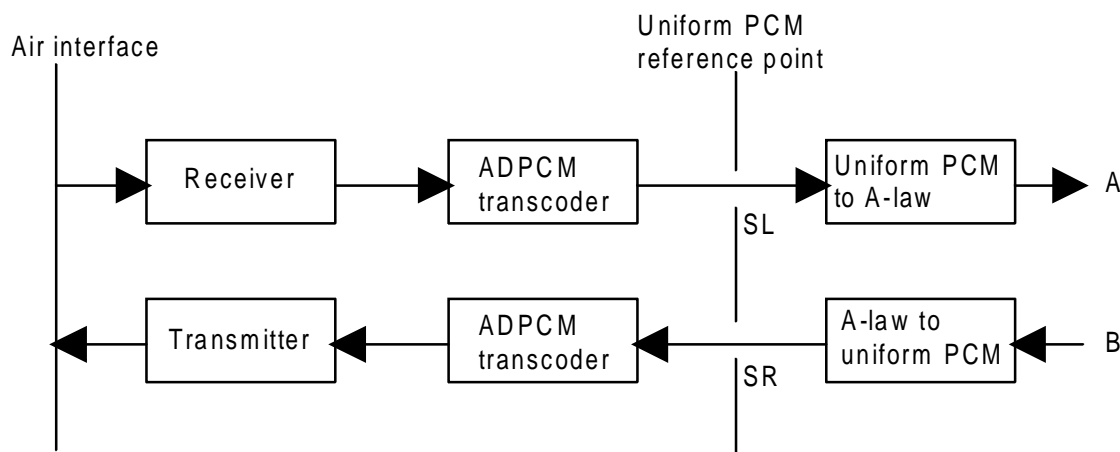 Air interface
Uniform PCM
reference point
Receiver
ADPCM
transcoder
Uniform PCM
to A-law
A
SL
Transmitter
ADPCM
transcoder
A-law to
uniform PCM
B
SR